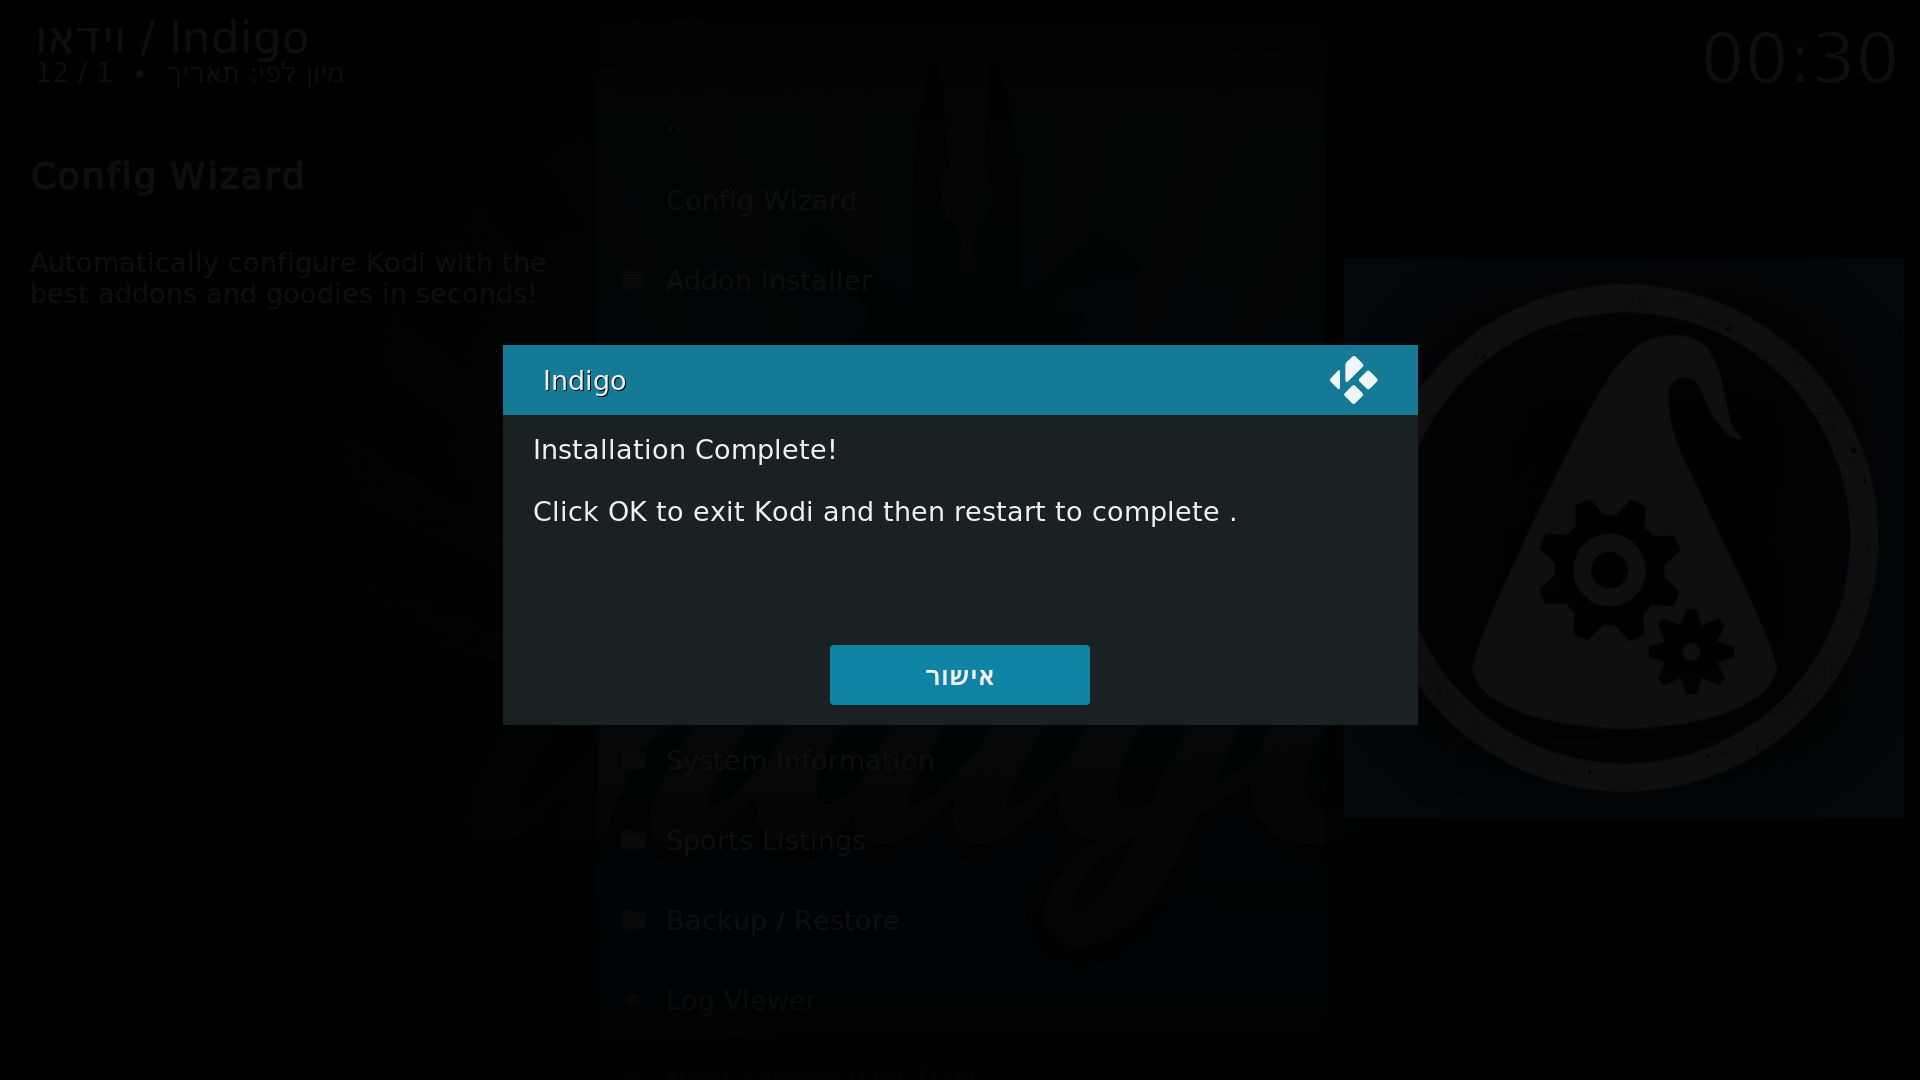 וידאו / Indigo
מיון לפי: תאריך • 1 / 12
00:30
Config Wizard
Automatically configure Kodi with the
best addons and goodies in seconds!
..
Config Wizard
Addon Installer
Indigo
Installation Complete!
Click OK to exit Kodi and then restart to complete .
אישור
System Information
Sports Listings
Backup / Restore
Log Viewer